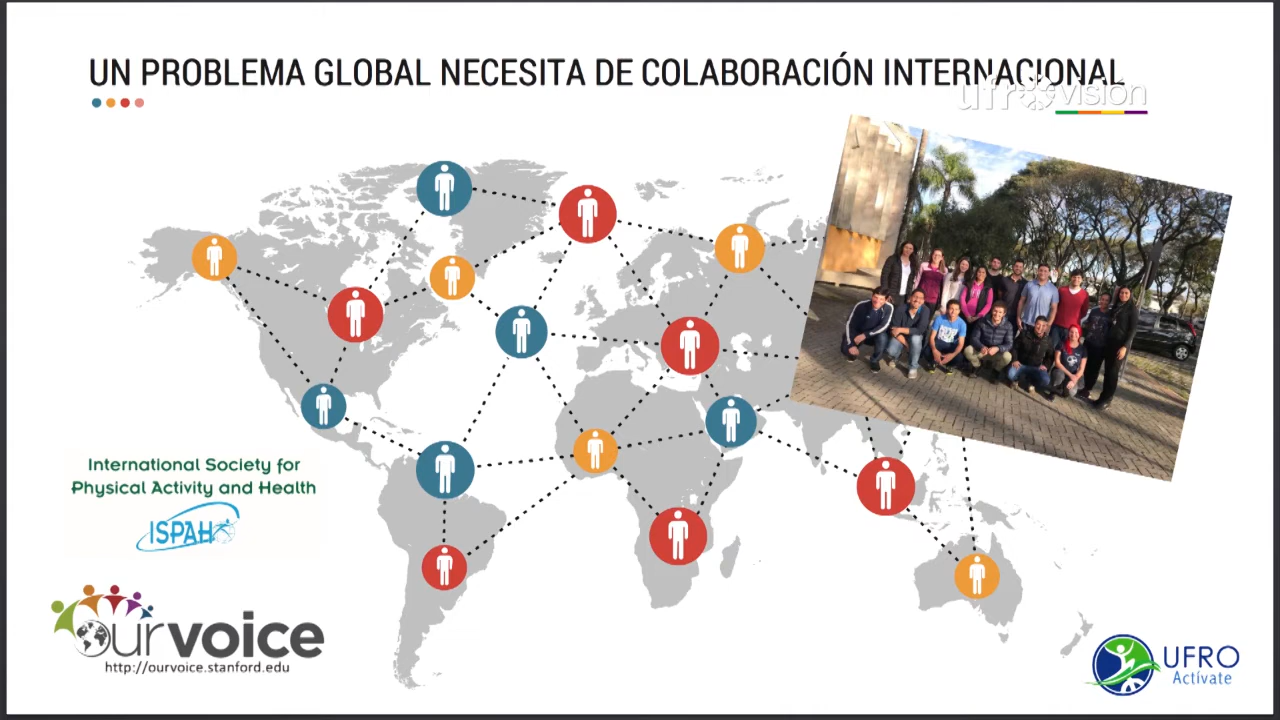 UN PROBLEMA GLOBAL NECESITA DE COLABORACIÓN INTERNACIONAL
ufro visión
International Society for
Physical Activity and Health
ISPAH
ourvoice
http://ourvoice.stanford.edu
UFRO
Actívate